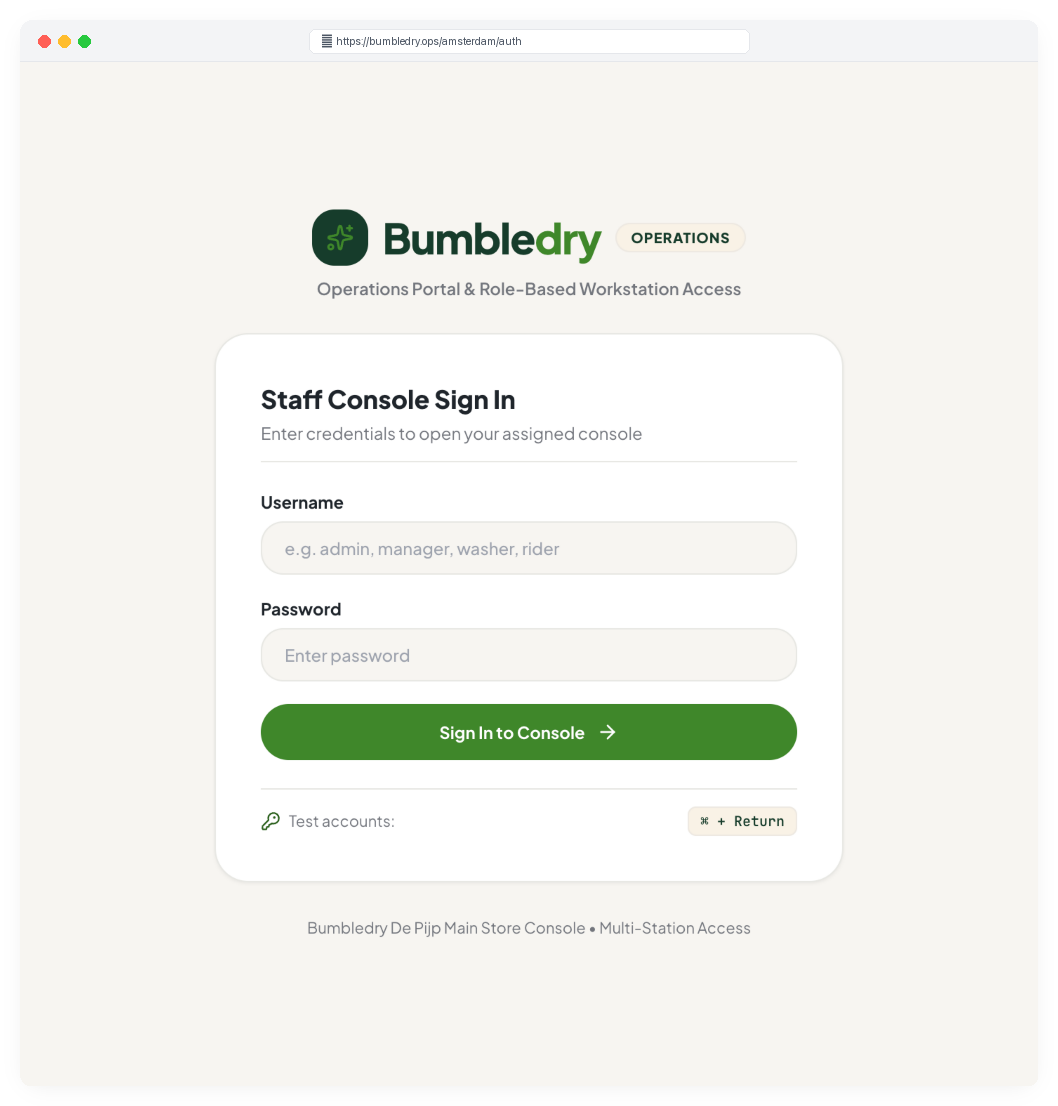 https://bumbledry.ops/amsterdam/auth
Bumbledry OPERATIONS
Operations Portal & Role-Based Workstation Access
Staff Console Sign In
Enter credentials to open your assigned console
Username
e.g. admin, manager, washer, rider
Password
Enter password
Sign In to Console →
Test accounts: ⌘ + Return
Bumbledry De Pijp Main Store Console • Multi-Station Access